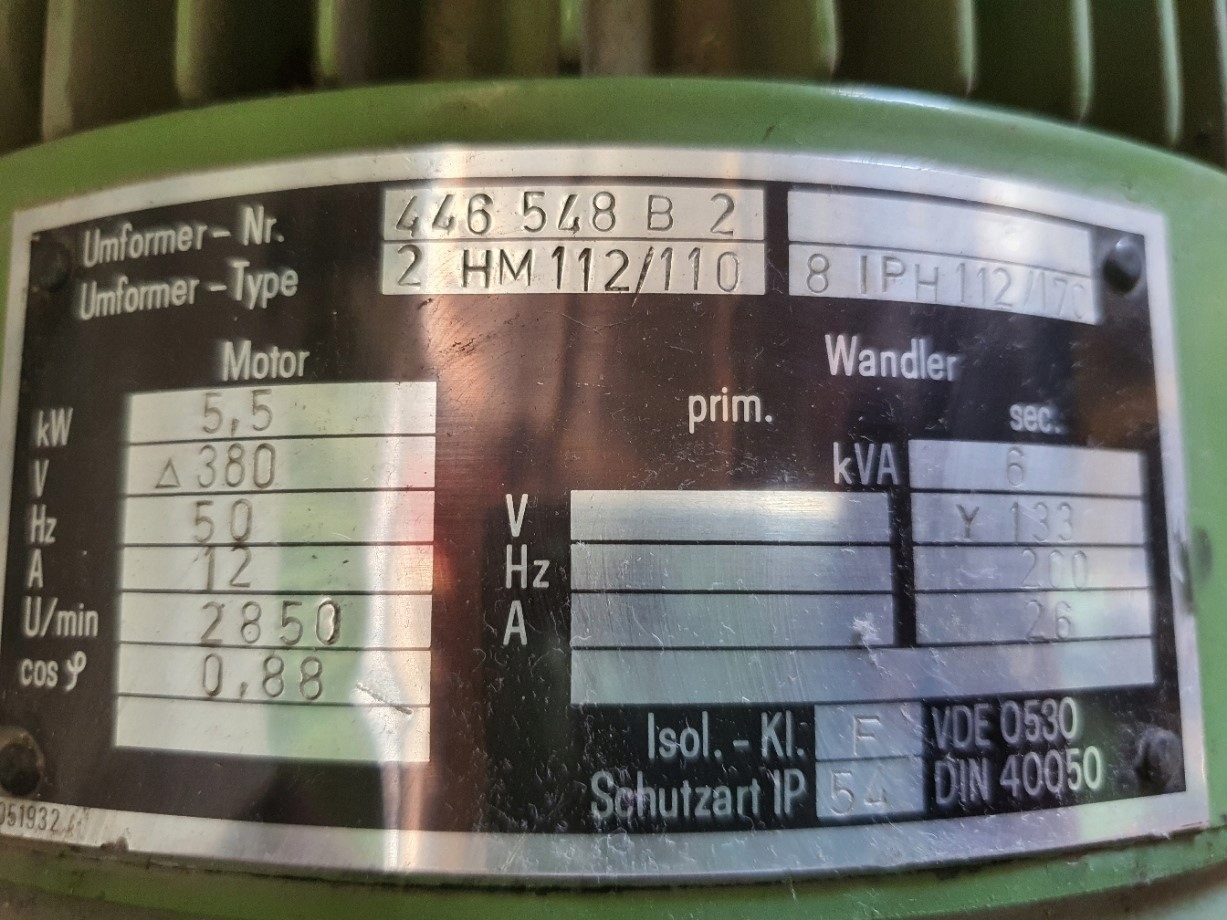 Umformer - Nr. 446 548 B 2
Umformer - Type 2 HM 112/110 8 IPH 112/170
Motor
Wandler
prim. sec.
kW 5,5
kVA 6
V Δ 380
V Y 133
Hz 50
Hz 200
A 12
A 26
U/min 2850
cos φ 0,88
Isol. - Kl. F VDE 0530
Schutzart IP 54 DIN 40050
051932